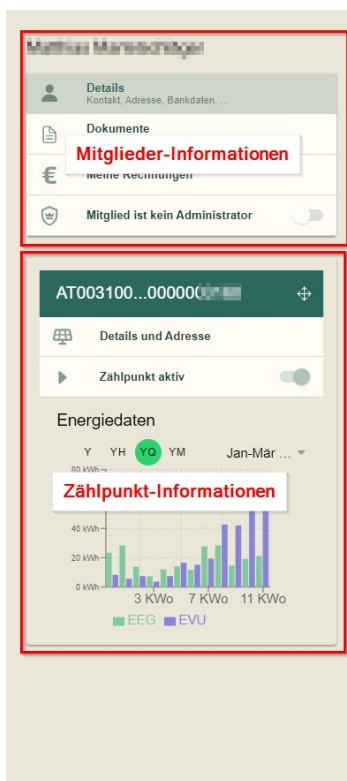 Details
Kontakt, Adresse, Bankdaten, ...
Dokumente
Mitglieder-Informationen
Meine Rechnungen
Mitglied ist kein Administrator
AT003100...000000
Details und Adresse
Zählpunkt aktiv
Energiedaten
Y YH YQ YM Jan-Mär ...
80 kWh
Zählpunkt-Informationen
40 kWh
20 kWh
0 kWh
3 KWo 7 KWo 11 KWo
EEG EVU